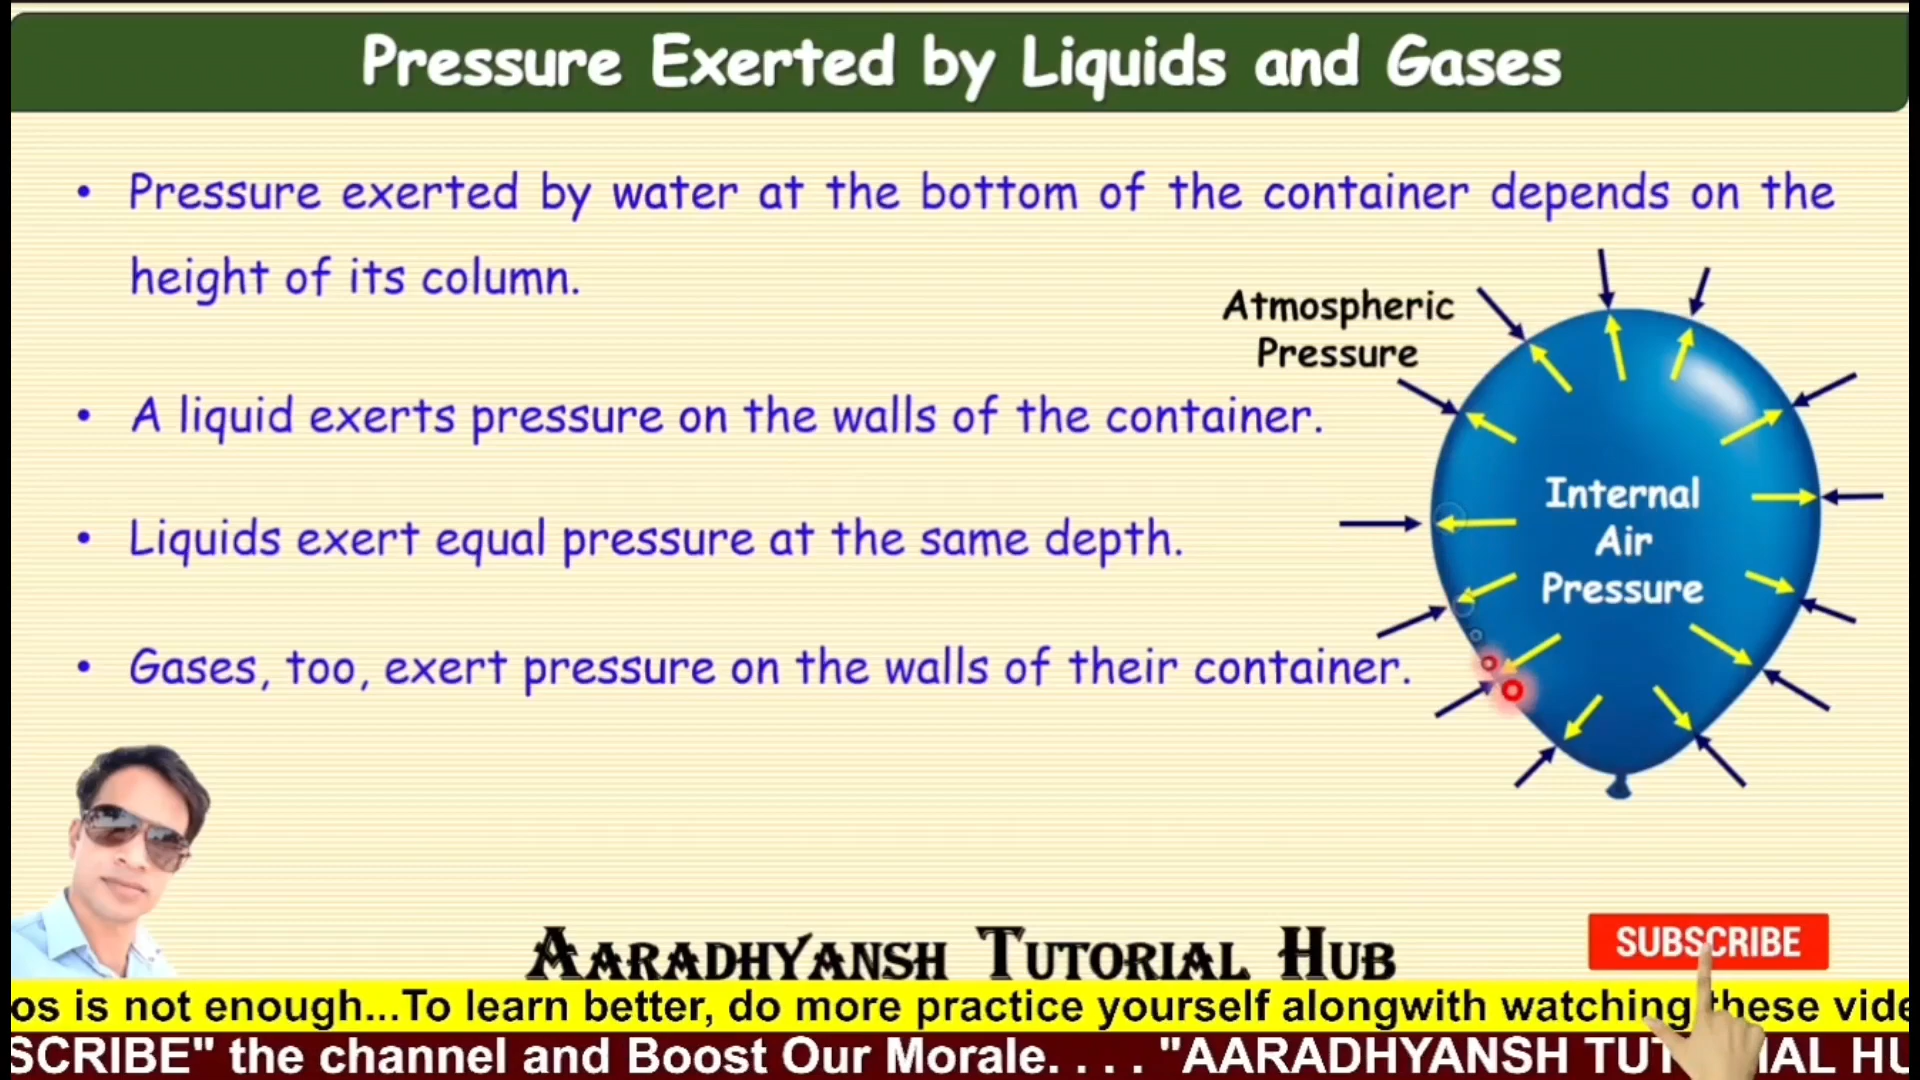 Pressure Exerted by Liquids and Gases
• Pressure exerted by water at the bottom of the container depends on the
height of its column.
Atmospheric
Pressure
• A liquid exerts pressure on the walls of the container.
• Liquids exert equal pressure at the same depth.
• Gases, too, exert pressure on the walls of their container.
Internal
Air
Pressure
AARADHYANSH TUTORIAL HUB
SUBSCRIBE
os is not enough...To learn better, do more practice yourself alongwith watching these vide
SCRIBE" the channel and Boost Our Morale. . . . "AARADHYANSH TUTORIAL HU